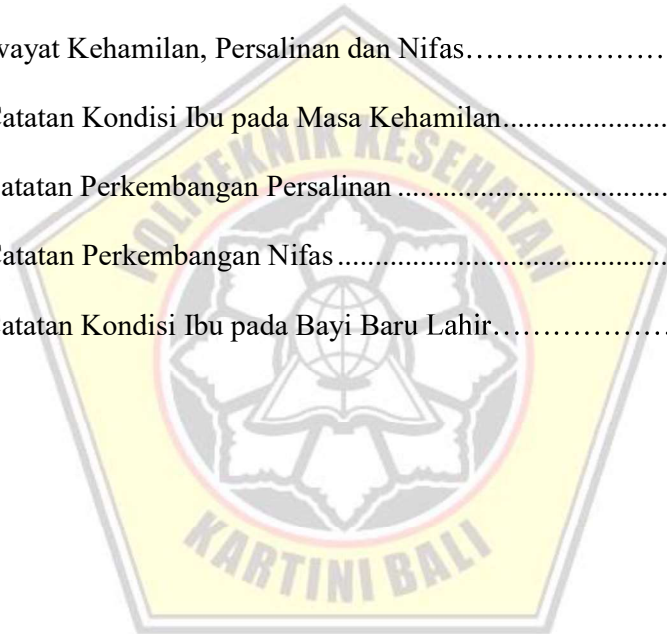 wayat Kehamilan, Persalinan dan Nifas……………………
Catatan Kondisi Ibu pada Masa Kehamilan......................
Catatan Perkembangan Persalinan ....................................
Catatan Perkembangan Nifas............................................
Catatan Kondisi Ibu pada Bayi Baru Lahir…………………
POLITEKNIK KESEHATAN
KARTINI BALI